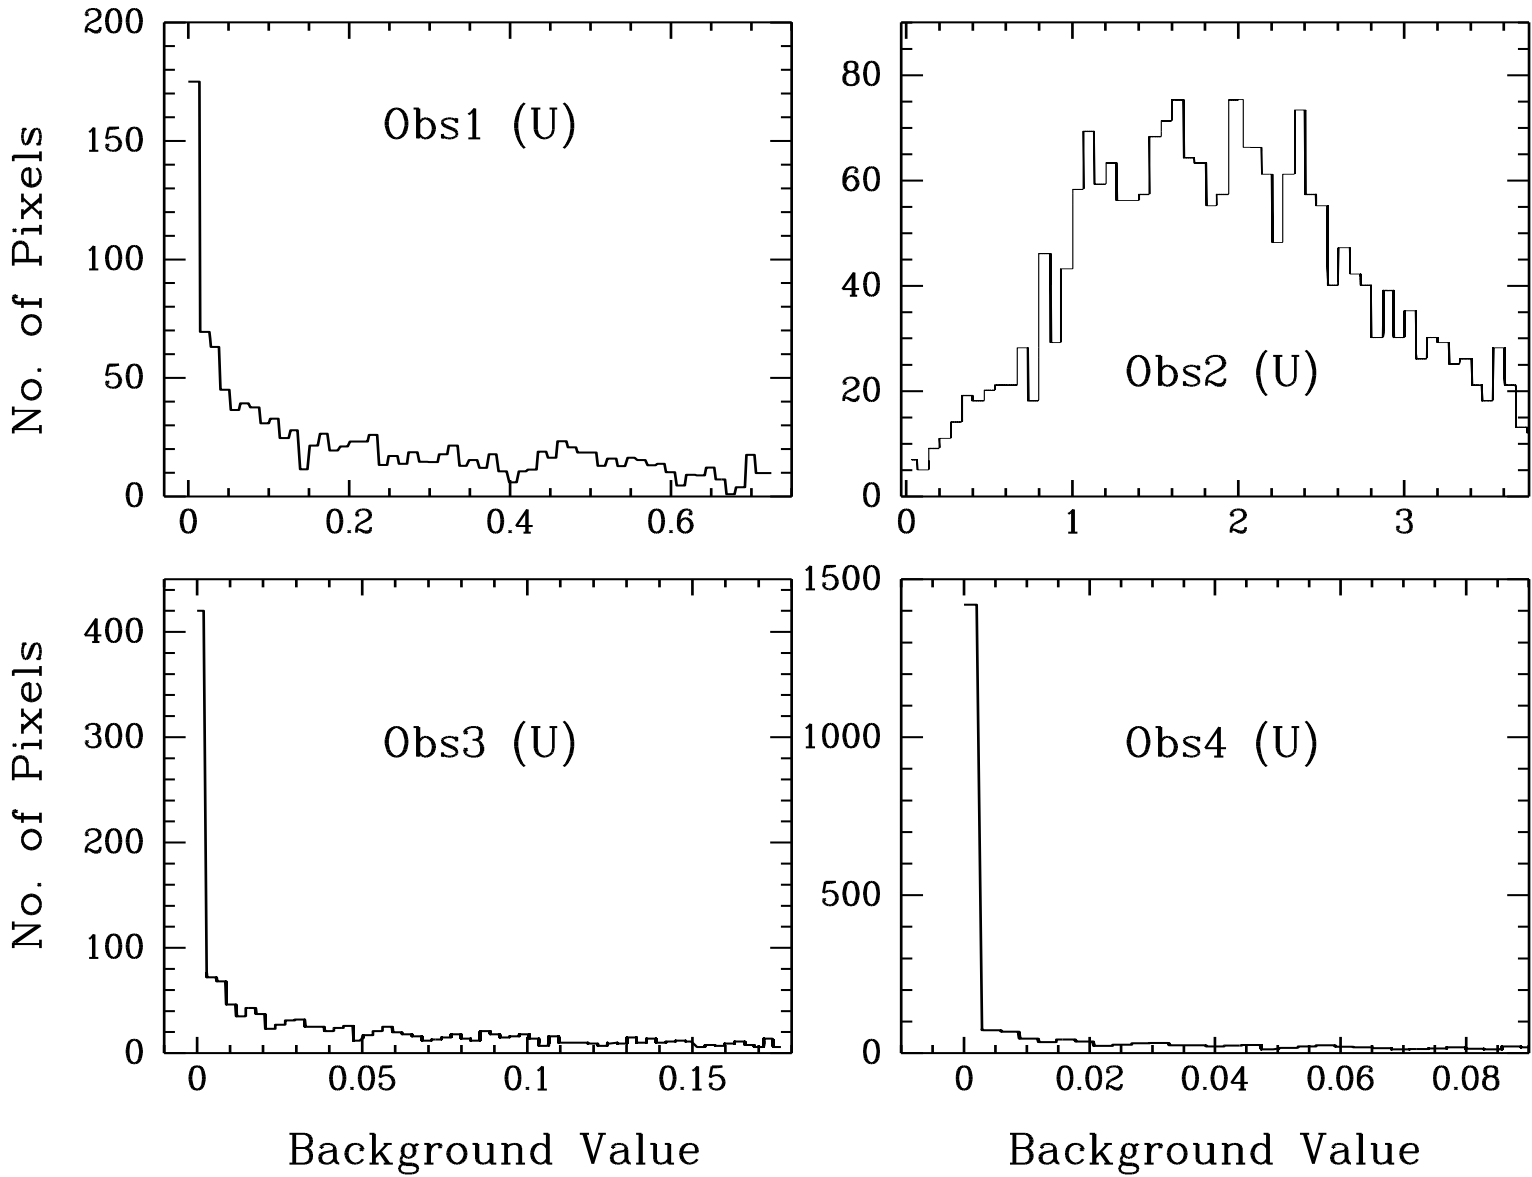 No. of Pixels
200
150
100
50
0
Obs1 (U)
0 0.2 0.4 0.6
80
60
40
20
0
Obs2 (U)
0 1 2 3
No. of Pixels
400
300
200
100
0
Obs3 (U)
0 0.05 0.1 0.15
Background Value
1500
1000
500
0
Obs4 (U)
0 0.02 0.04 0.06 0.08
Background Value